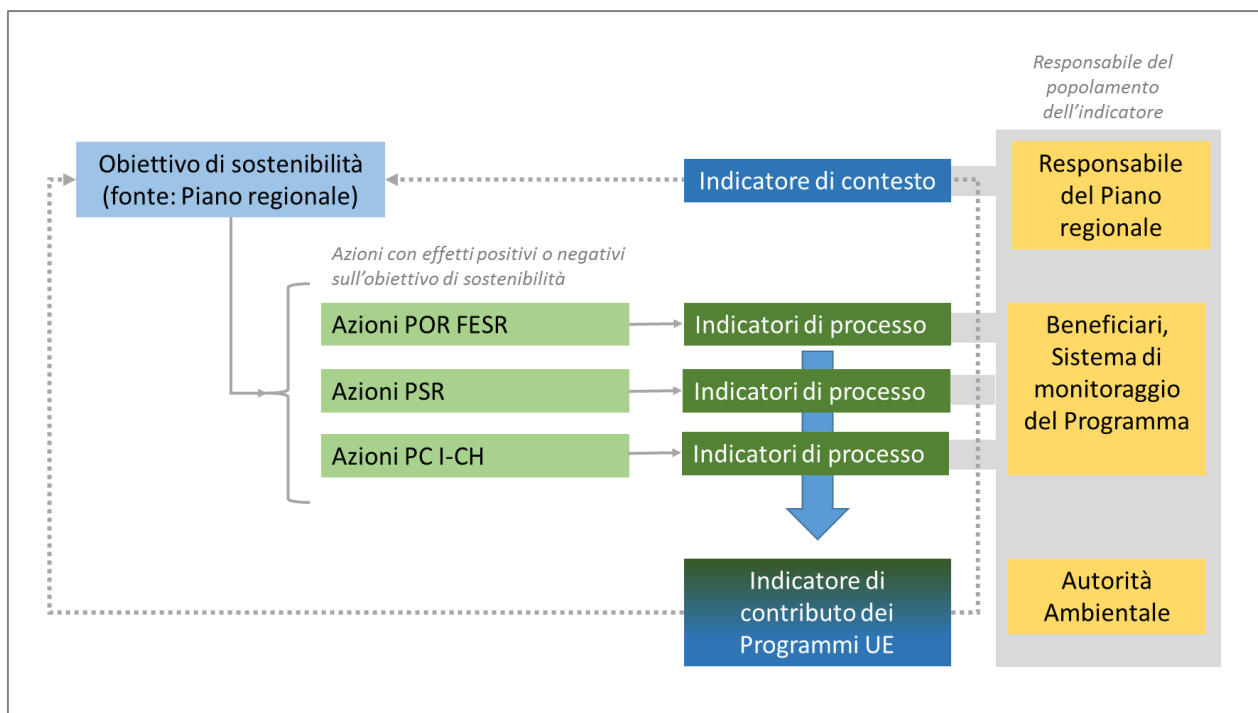 Responsabile del
popolamento
dell’indicatore
Obiettivo di sostenibilità
(fonte: Piano regionale)
Indicatore di contesto
Responsabile
del Piano
regionale
Azioni con effetti positivi o negativi
sull’obiettivo di sostenibilità
Azioni POR FESR
Indicatori di processo
Azioni PSR
Indicatori di processo
Azioni PC I-CH
Indicatori di processo
Beneficiari,
Sistema di
monitoraggio
del Programma
Indicatore di
contributo dei
Programmi UE
Autorità
Ambientale